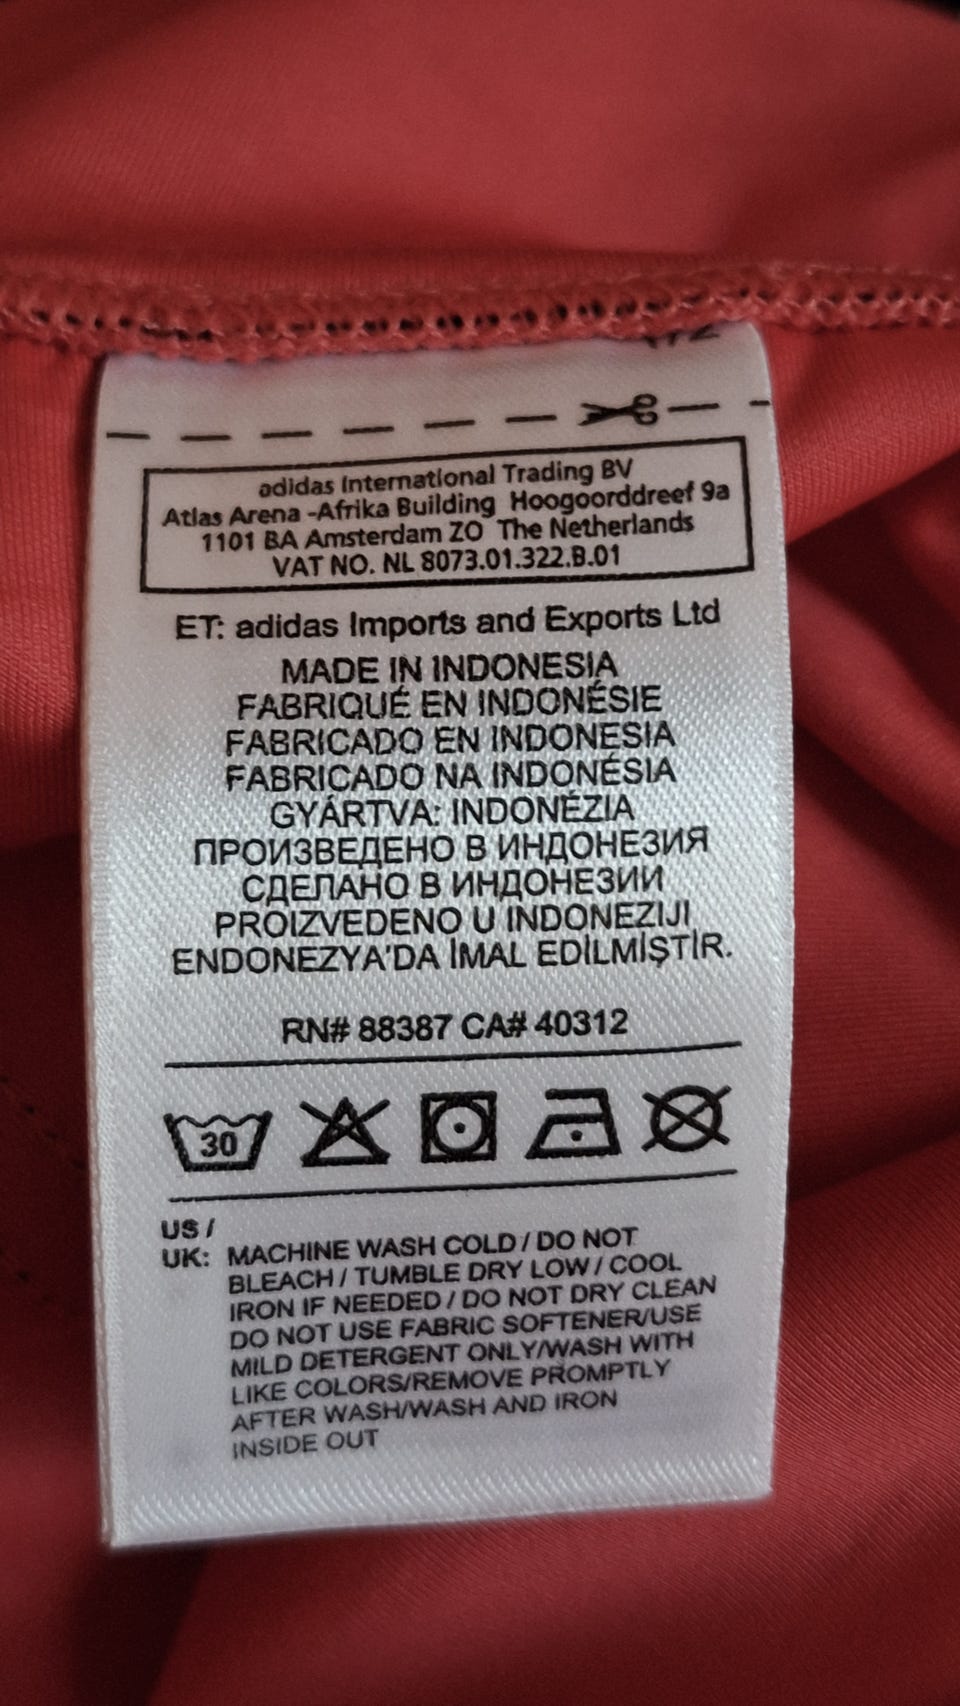 adidas International Trading BV
Atlas Arena -Afrika Building Hoogoorddreef 9a
1101 BA Amsterdam ZO The Netherlands
VAT NO. NL 8073.01.322.B.01
ET: adidas Imports and Exports Ltd
MADE IN INDONESIA
FABRIQUÉ EN INDONÉSIE
FABRICADO EN INDONESIA
FABRICADO NA INDONÉSIA
GYÁRTVA: INDONÉZIA
ПРОИЗВЕДЕНО В ИНДОНЕЗИЯ
СДЕЛАНО В ИНДОНЕЗИИ
PROIZVEDENO U INDONEZIJI
ENDONEZYA'DA İMAL EDİLMİŞTİR.
RN# 88387 CA# 40312
30
US /
UK: MACHINE WASH COLD / DO NOT
BLEACH / TUMBLE DRY LOW / COOL
IRON IF NEEDED / DO NOT DRY CLEAN
DO NOT USE FABRIC SOFTENER/USE
MILD DETERGENT ONLY/WASH WITH
LIKE COLORS/REMOVE PROMPTLY
AFTER WASH/WASH AND IRON
INSIDE OUT